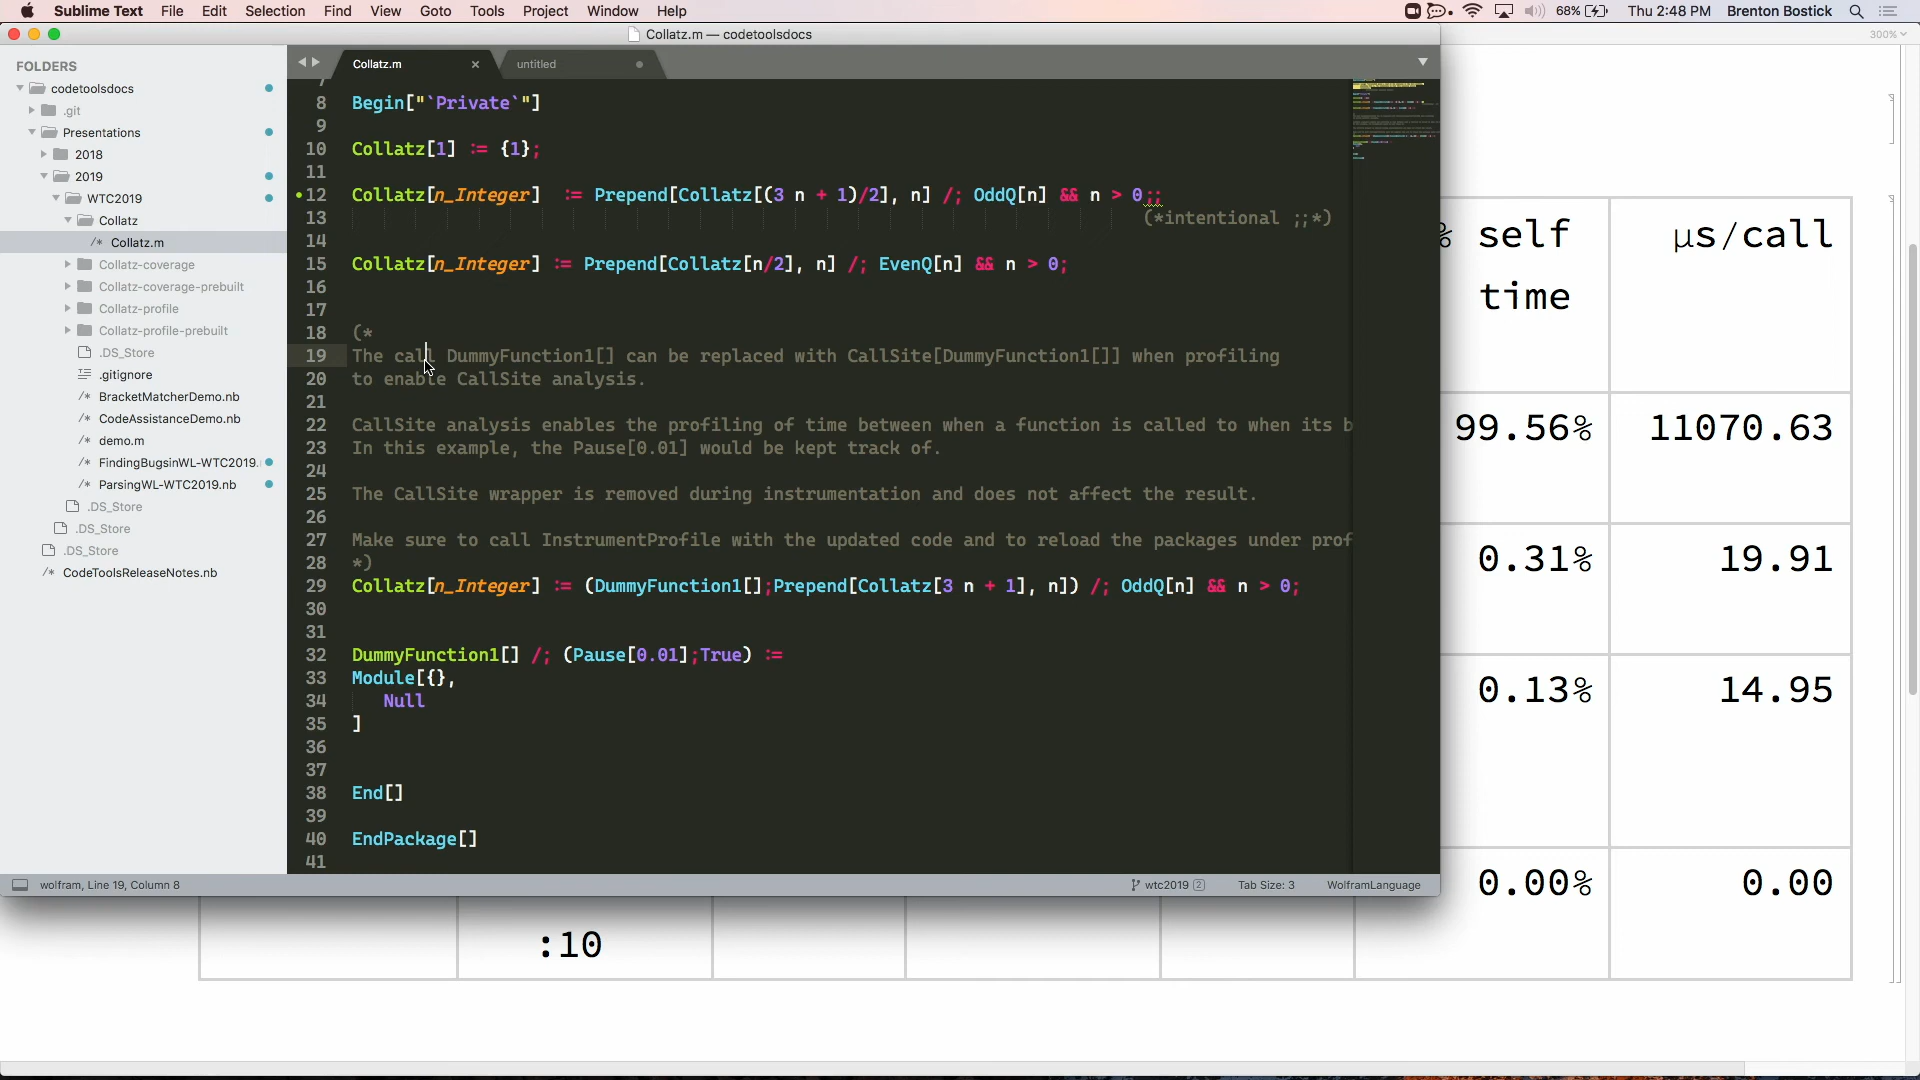 Sublime Text File Edit Selection Find View Goto Tools Project Window Help 68% Thu 2:48 PM Brenton Bostick
Collatz.m — codetoolsdocs
300%
FOLDERS
codetoolsdocs
.git
Presentations
2018
2019
WTC2019
Collatz
/* Collatz.m
Collatz-coverage
Collatz-coverage-prebuilt
Collatz-profile
Collatz-profile-prebuilt
.DS_Store
.gitignore
/* BracketMatcherDemo.nb
/* CodeAssistanceDemo.nb
/* demo.m
/* FindingBugsinWL-WTC2019.
/* ParsingWL-WTC2019.nb
.DS_Store
.DS_Store
.DS_Store
/* CodeToolsReleaseNotes.nb
Collatz.m × untitled
7
8 Begin["`Private`"]
9
10 Collatz[1] := {1};
11
12 Collatz[n_Integer]  := Prepend[Collatz[(3 n + 1)/2], n] /; OddQ[n] && n > 0;;
13 (*intentional ;;*)
14
15 Collatz[n_Integer] := Prepend[Collatz[n/2], n] /; EvenQ[n] && n > 0;
16
17
18 (*
19 The call DummyFunction1[] can be replaced with CallSite[DummyFunction1[]] when profiling
20 to enable CallSite analysis.
21
22 CallSite analysis enables the profiling of time between when a function is called to when its b
23 In this example, the Pause[0.01] would be kept track of.
24
25 The CallSite wrapper is removed during instrumentation and does not affect the result.
26
27 Make sure to call InstrumentProfile with the updated code and to reload the packages under prof
28 *)
29 Collatz[n_Integer] := (DummyFunction1[];Prepend[Collatz[3 n + 1], n]) /; OddQ[n] && n > 0;
30
31
32 DummyFunction1[] /; (Pause[0.01];True) :=
33 Module[{},
34 Null
35 ]
36
37
38 End[]
39
40 EndPackage[]
41
wolfram, Line 19, Column 8 wtc2019 2 Tab Size: 3 WolframLanguage
% self
time
μs/call
99.56% 11070.63
0.31% 19.91
0.13% 14.95
0.00% 0.00
:10